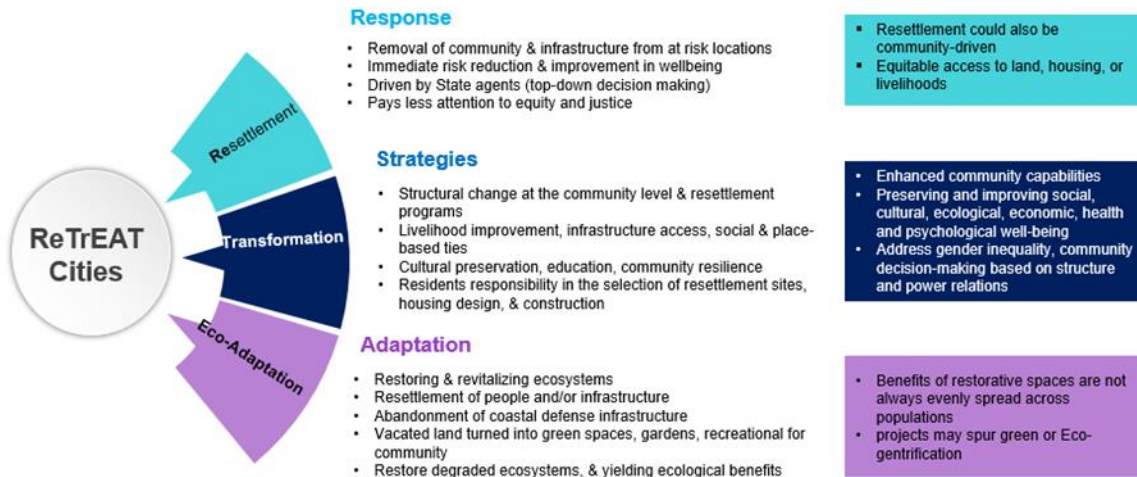 ReTrEAT
Cities
Resettlement
Transformation
Eco-Adaptation
Response
• Removal of community & infrastructure from at risk locations
• Immediate risk reduction & improvement in wellbeing
• Driven by State agents (top-down decision making)
• Pays less attention to equity and justice
▪ Resettlement could also be
community-driven
▪ Equitable access to land, housing, or
livelihoods
Strategies
• Structural change at the community level & resettlement
programs
• Livelihood improvement, infrastructure access, social & place-
based ties
• Cultural preservation, education, community resilience
• Residents responsibility in the selection of resettlement sites,
housing design, & construction
• Enhanced community capabilities
• Preserving and improving social,
cultural, ecological, economic, health
and psychological well-being
• Address gender inequality, community
decision-making based on structure
and power relations
Adaptation
• Restoring & revitalizing ecosystems
• Resettlement of people and/or infrastructure
• Abandonment of coastal defense infrastructure
• Vacated land turned into green spaces, gardens, recreational for
community
• Restore degraded ecosystems, & yielding ecological benefits
• Benefits of restorative spaces are not
always evenly spread across
populations
• projects may spur green or Eco-
gentrification